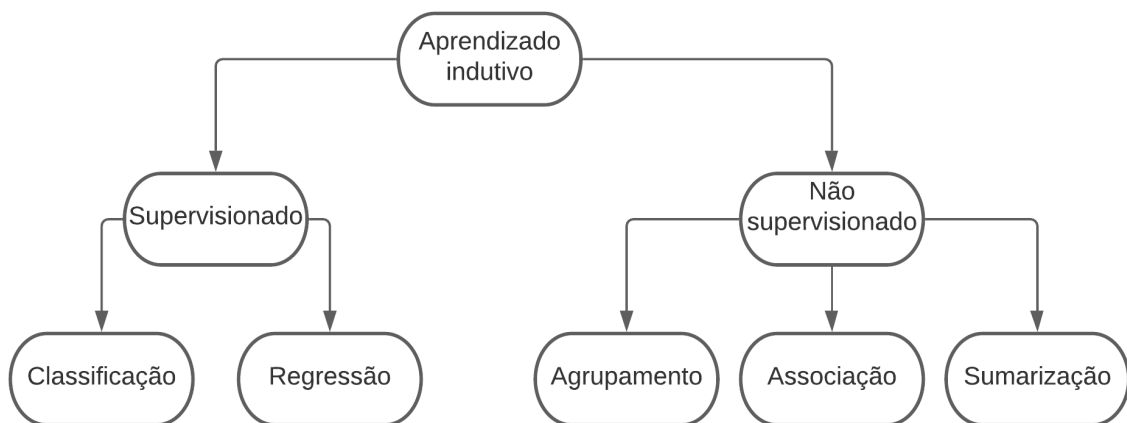 Aprendizado
indutivo
Supervisionado
Não
supervisionado
Classificação
Regressão
Agrupamento
Associação
Sumarização